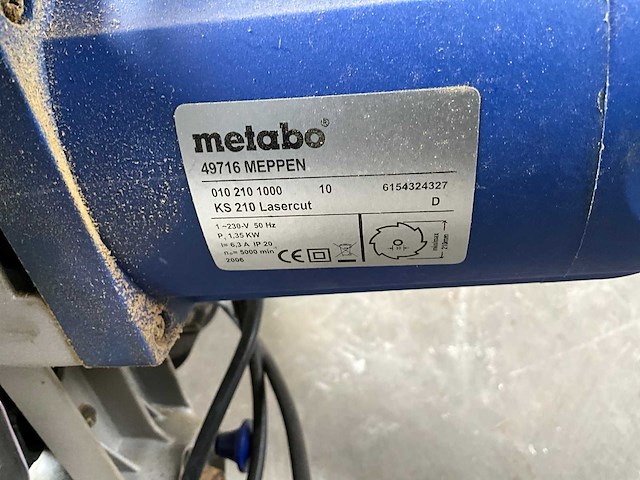 metabo®
49716 MEPPEN
010 210 1000 10 6154324327
KS 210 Lasercut D
1 ~230-V 50 Hz
P₁ 1,35 KW
I= 6,3 A IP 20
n₀= 5000 min
2006
CE